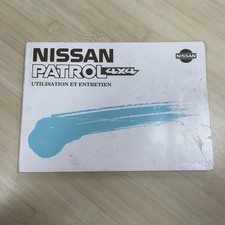 NISSAN
NISSAN
PATROL 4x4
UTILISATION ET ENTRETIEN